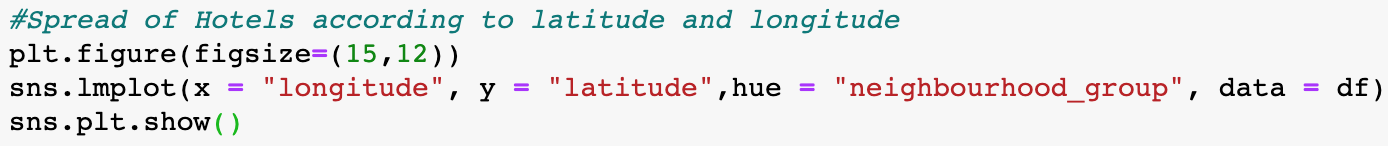 #Spread of Hotels according to latitude and longitude
plt.figure(figsize=(15,12))
sns.lmplot(x = "longitude", y = "latitude",hue = "neighbourhood_group", data = df)
sns.plt.show()